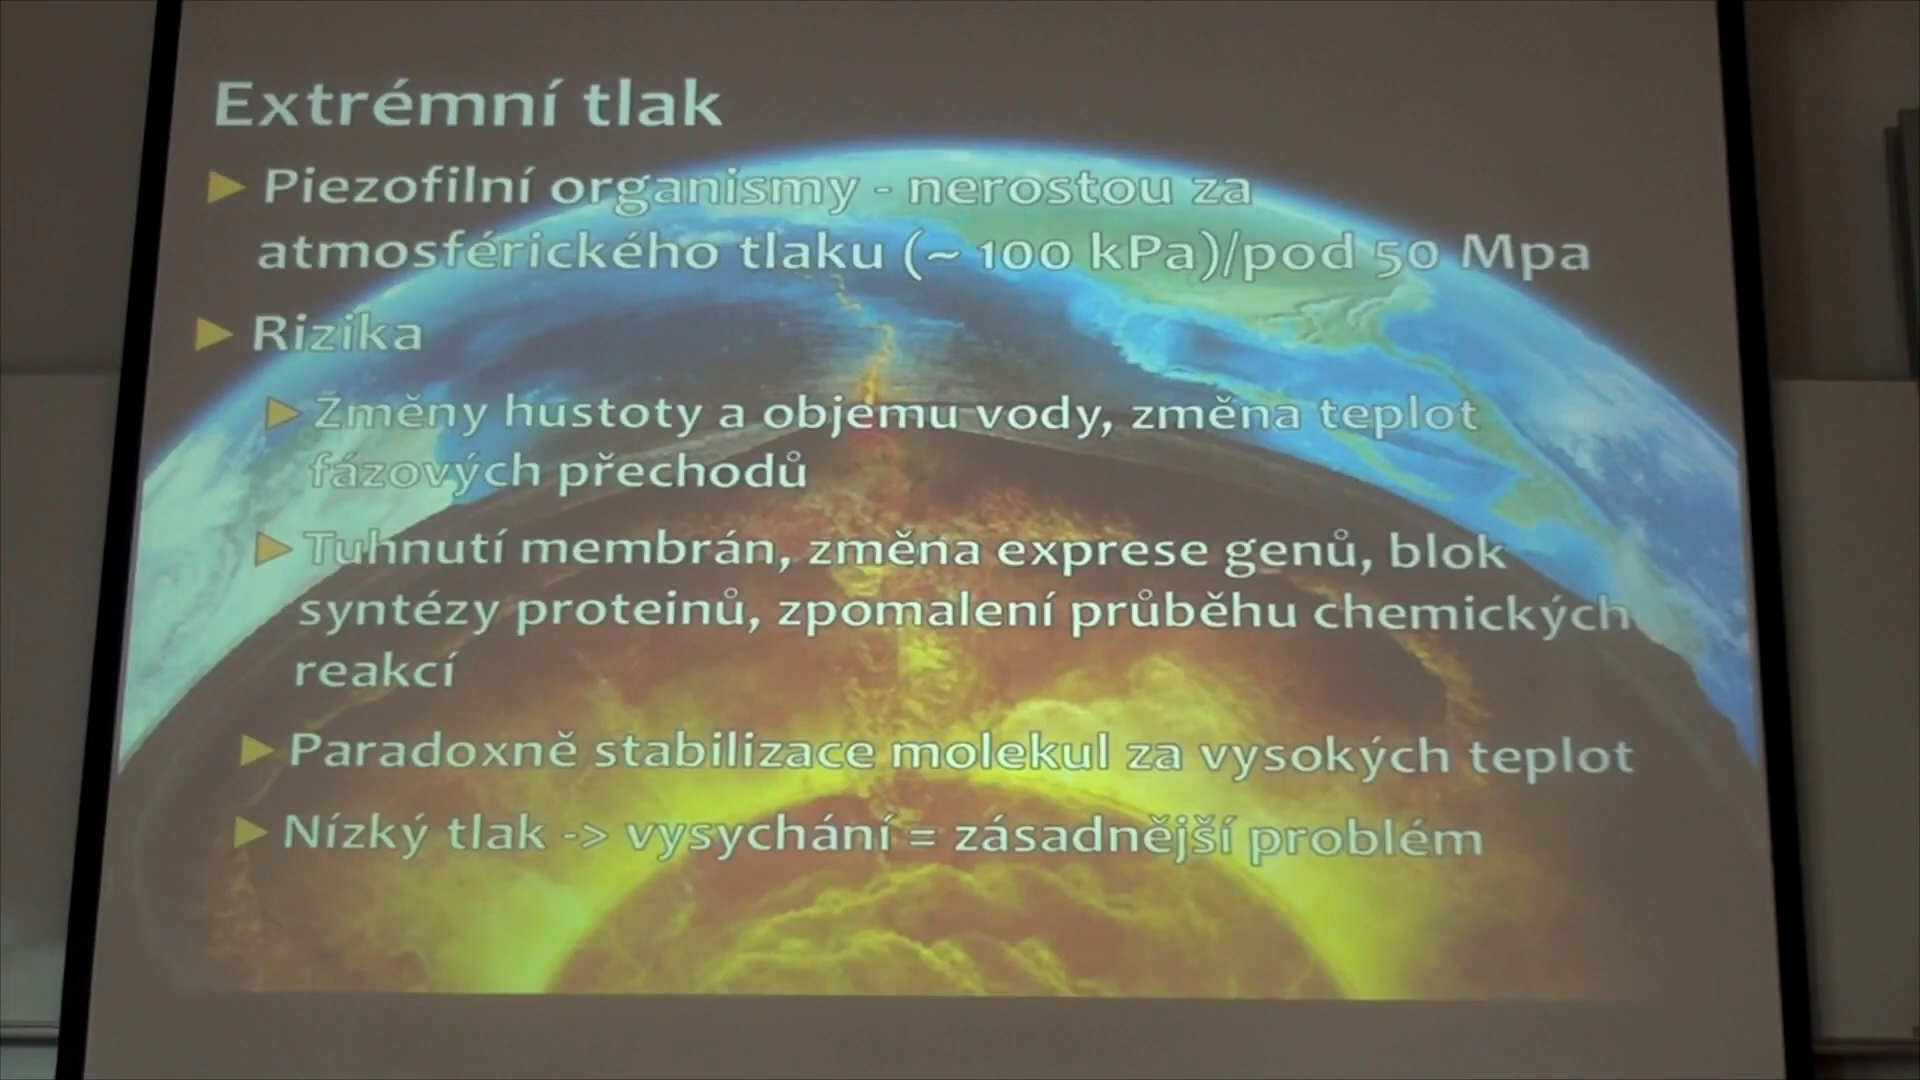 Extrémní tlak
Piezofilní organismy - nerostou za
atmosférického tlaku (~ 100 kPa)/pod 50 Mpa
Rizika
Změny hustoty a objemu vody, změna teplot
fázových přechodů
Tuhnutí membrán, změna exprese genů, blok
syntézy proteinů, zpomalení průběhu chemických
reakcí
Paradoxně stabilizace molekul za vysokých teplot
Nízký tlak -> vysychání = zásadnější problém